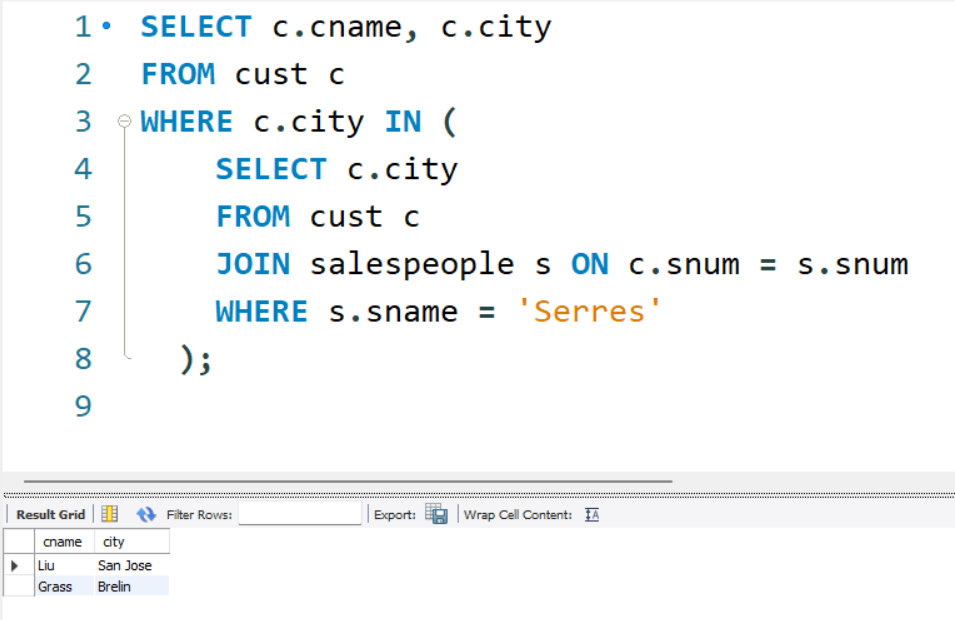 1 SELECT c.cname, c.city
2 FROM cust c
3 WHERE c.city IN (
4 SELECT c.city
5 FROM cust c
6 JOIN salespeople s ON c.snum = s.snum
7 WHERE s.sname = 'Serres'
8 );
9
Result Grid Filter Rows: Export: Wrap Cell Content: IA
cname city
Liu San Jose
Grass Brelin